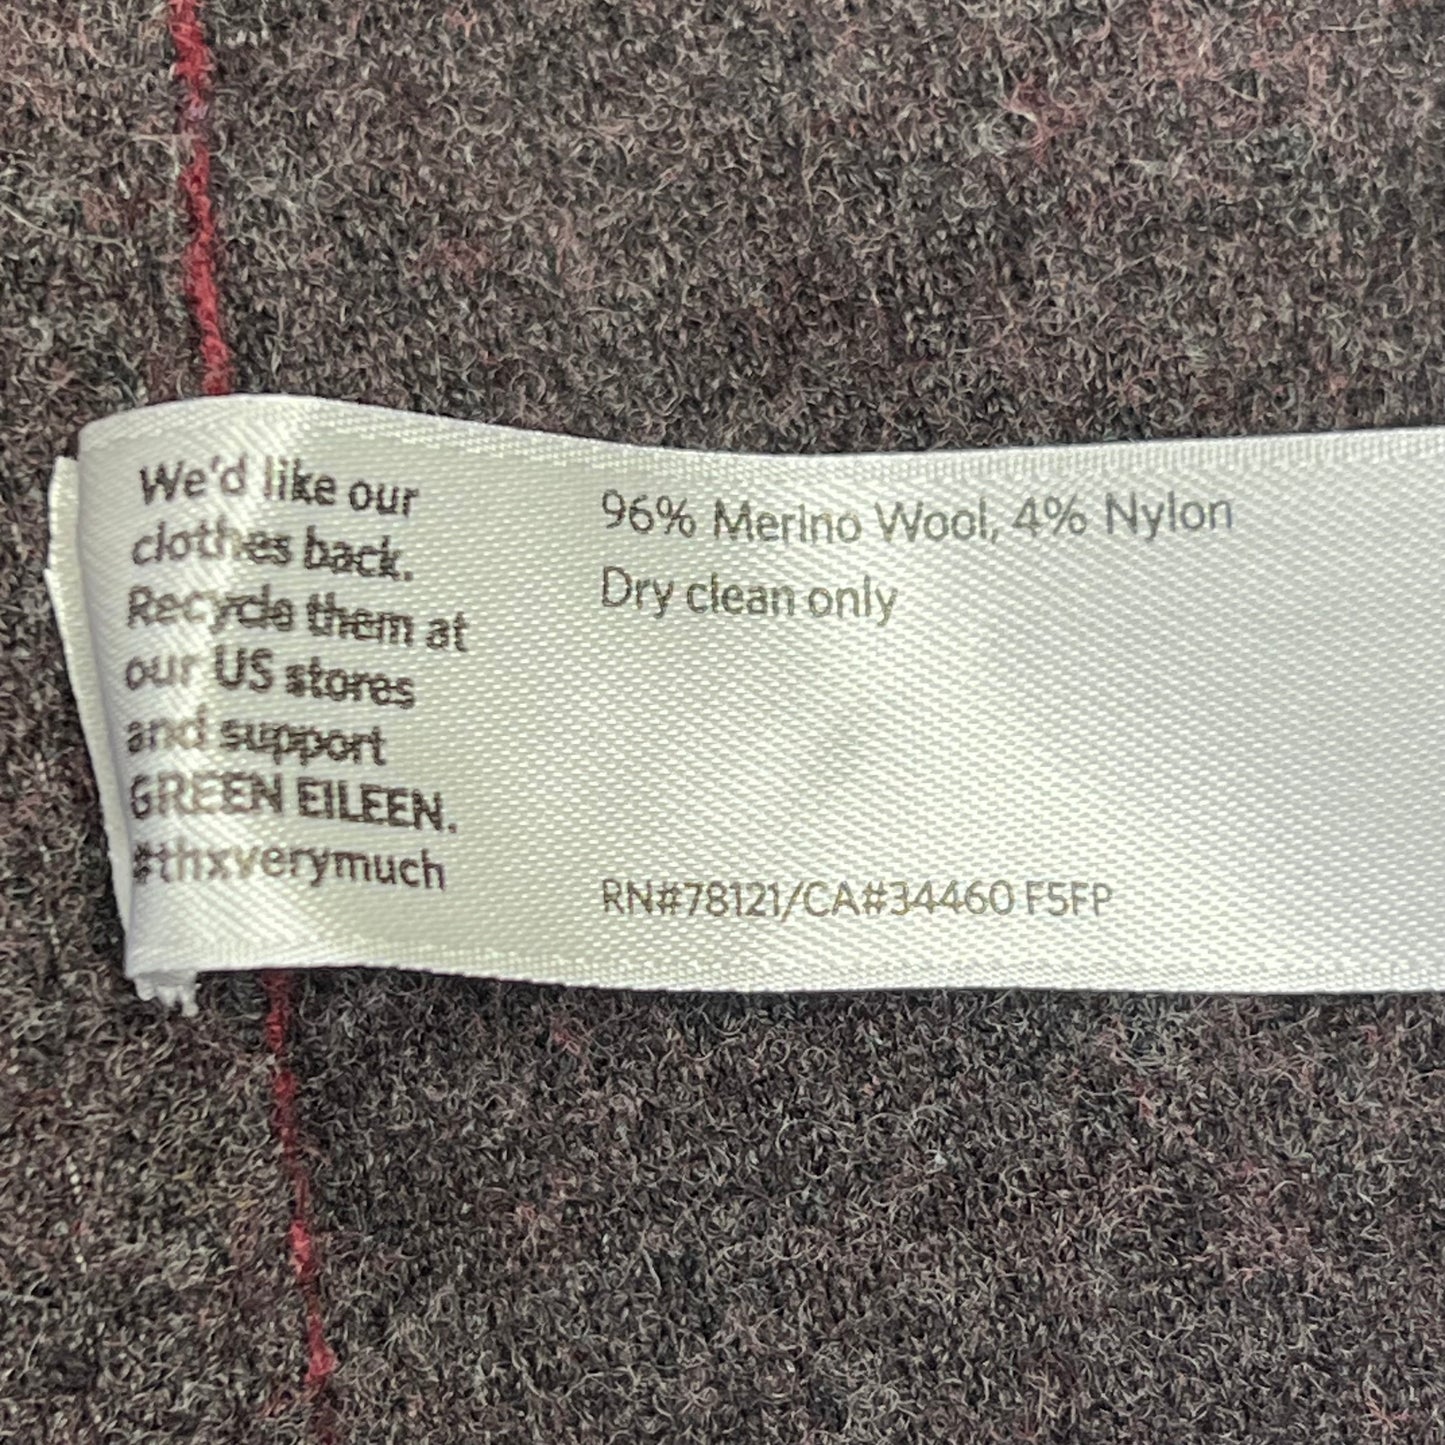 We'd like our
clothes back.
Recycle them at
our US stores
and support
GREEN EILEEN.
#thxverymuch
96% Merino Wool, 4% Nylon
Dry clean only
RN#78121/CA#34460 F5FP